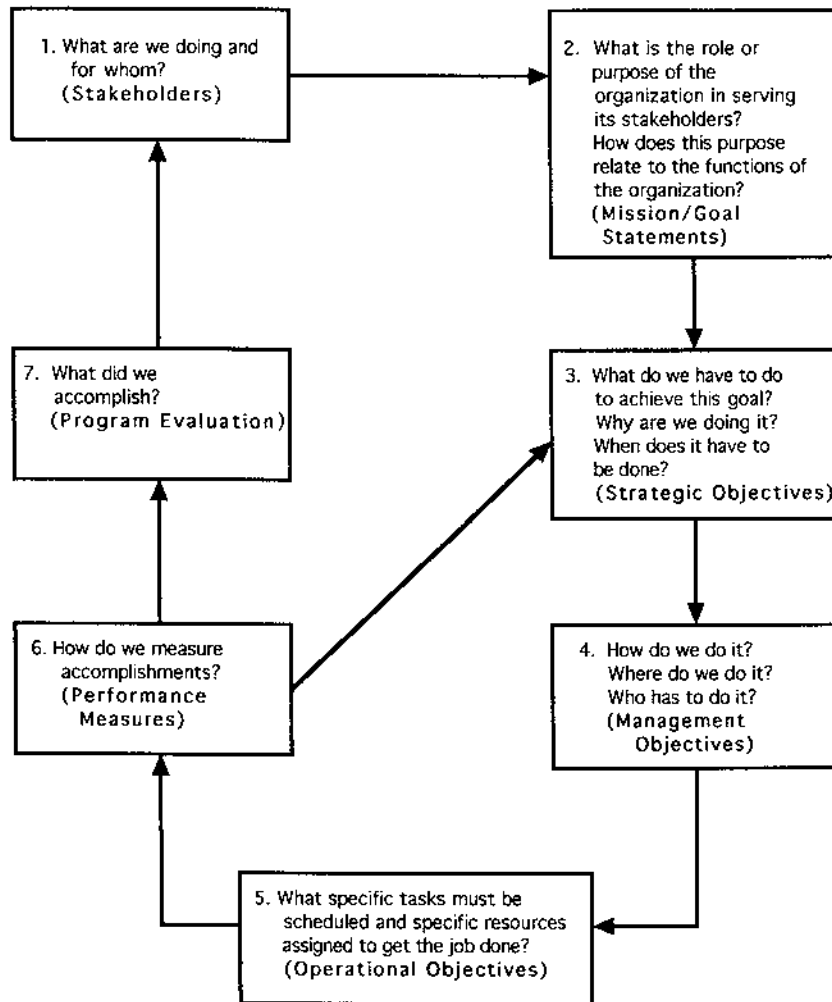 1. What are we doing and
for whom?
(Stakeholders)
2. What is the role or
purpose of the
organization in serving
its stakeholders?
How does this purpose
relate to the functions of
the organization?
(Mission/Goal
Statements)
3. What do we have to do
to achieve this goal?
Why are we doing it?
When does it have to
be done?
(Strategic Objectives)
4. How do we do it?
Where do we do it?
Who has to do it?
(Management
Objectives)
5. What specific tasks must be
scheduled and specific resources
assigned to get the job done?
(Operational Objectives)
6. How do we measure
accomplishments?
(Performance
Measures)
7. What did we
accomplish?
(Program Evaluation)